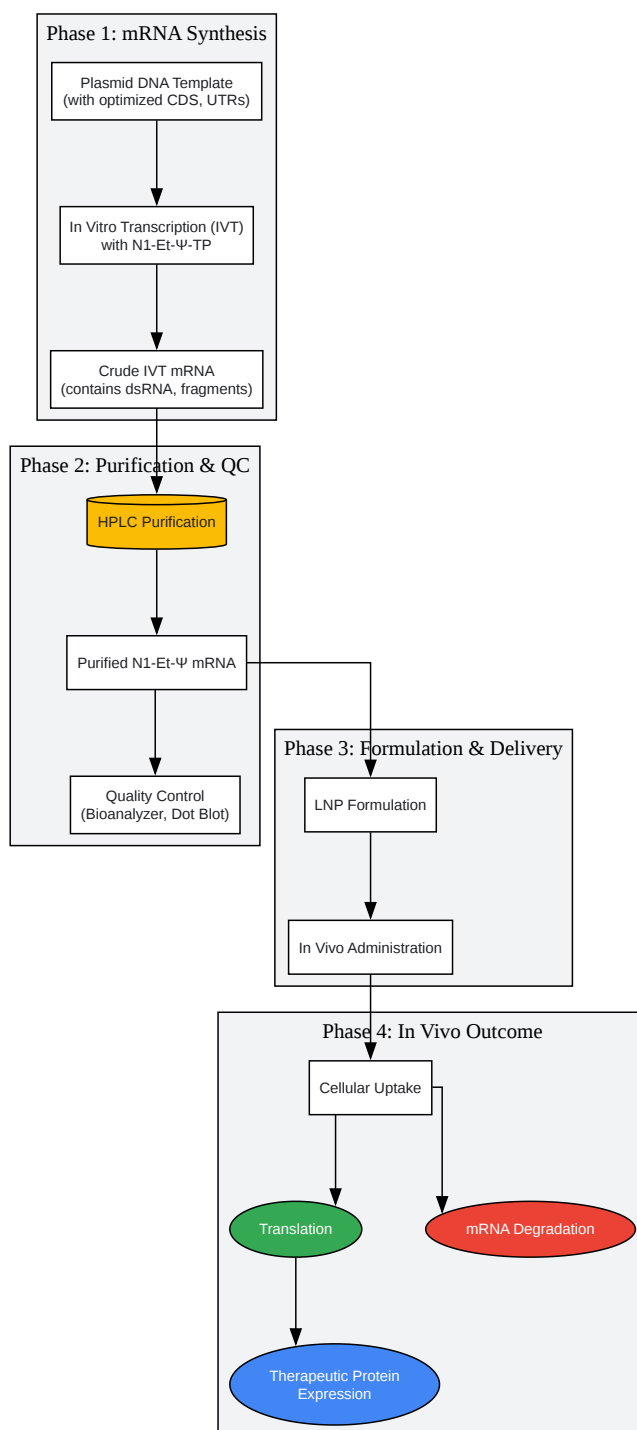 Phase 1: mRNA Synthesis
Plasmid DNA Template
(with optimized CDS, UTRs)
In Vitro Transcription (IVT)
with N1-Et-Ψ-TP
Crude IVT mRNA
(contains dsRNA, fragments)
Phase 2: Purification & QC
HPLC Purification
Purified N1-Et-Ψ mRNA
Quality Control
(Bioanalyzer, Dot Blot)
Phase 3: Formulation & Delivery
LNP Formulation
In Vivo Administration
Phase 4: In Vivo Outcome
Cellular Uptake
Translation
mRNA Degradation
Therapeutic Protein
Expression